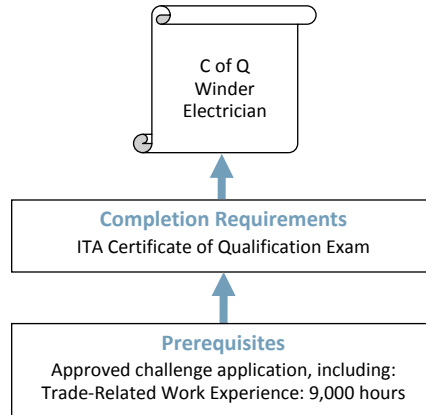 C of Q
Winder
Electrician
Completion Requirements
ITA Certificate of Qualification Exam
Prerequisites
Approved challenge application, including:
Trade-Related Work Experience: 9,000 hours